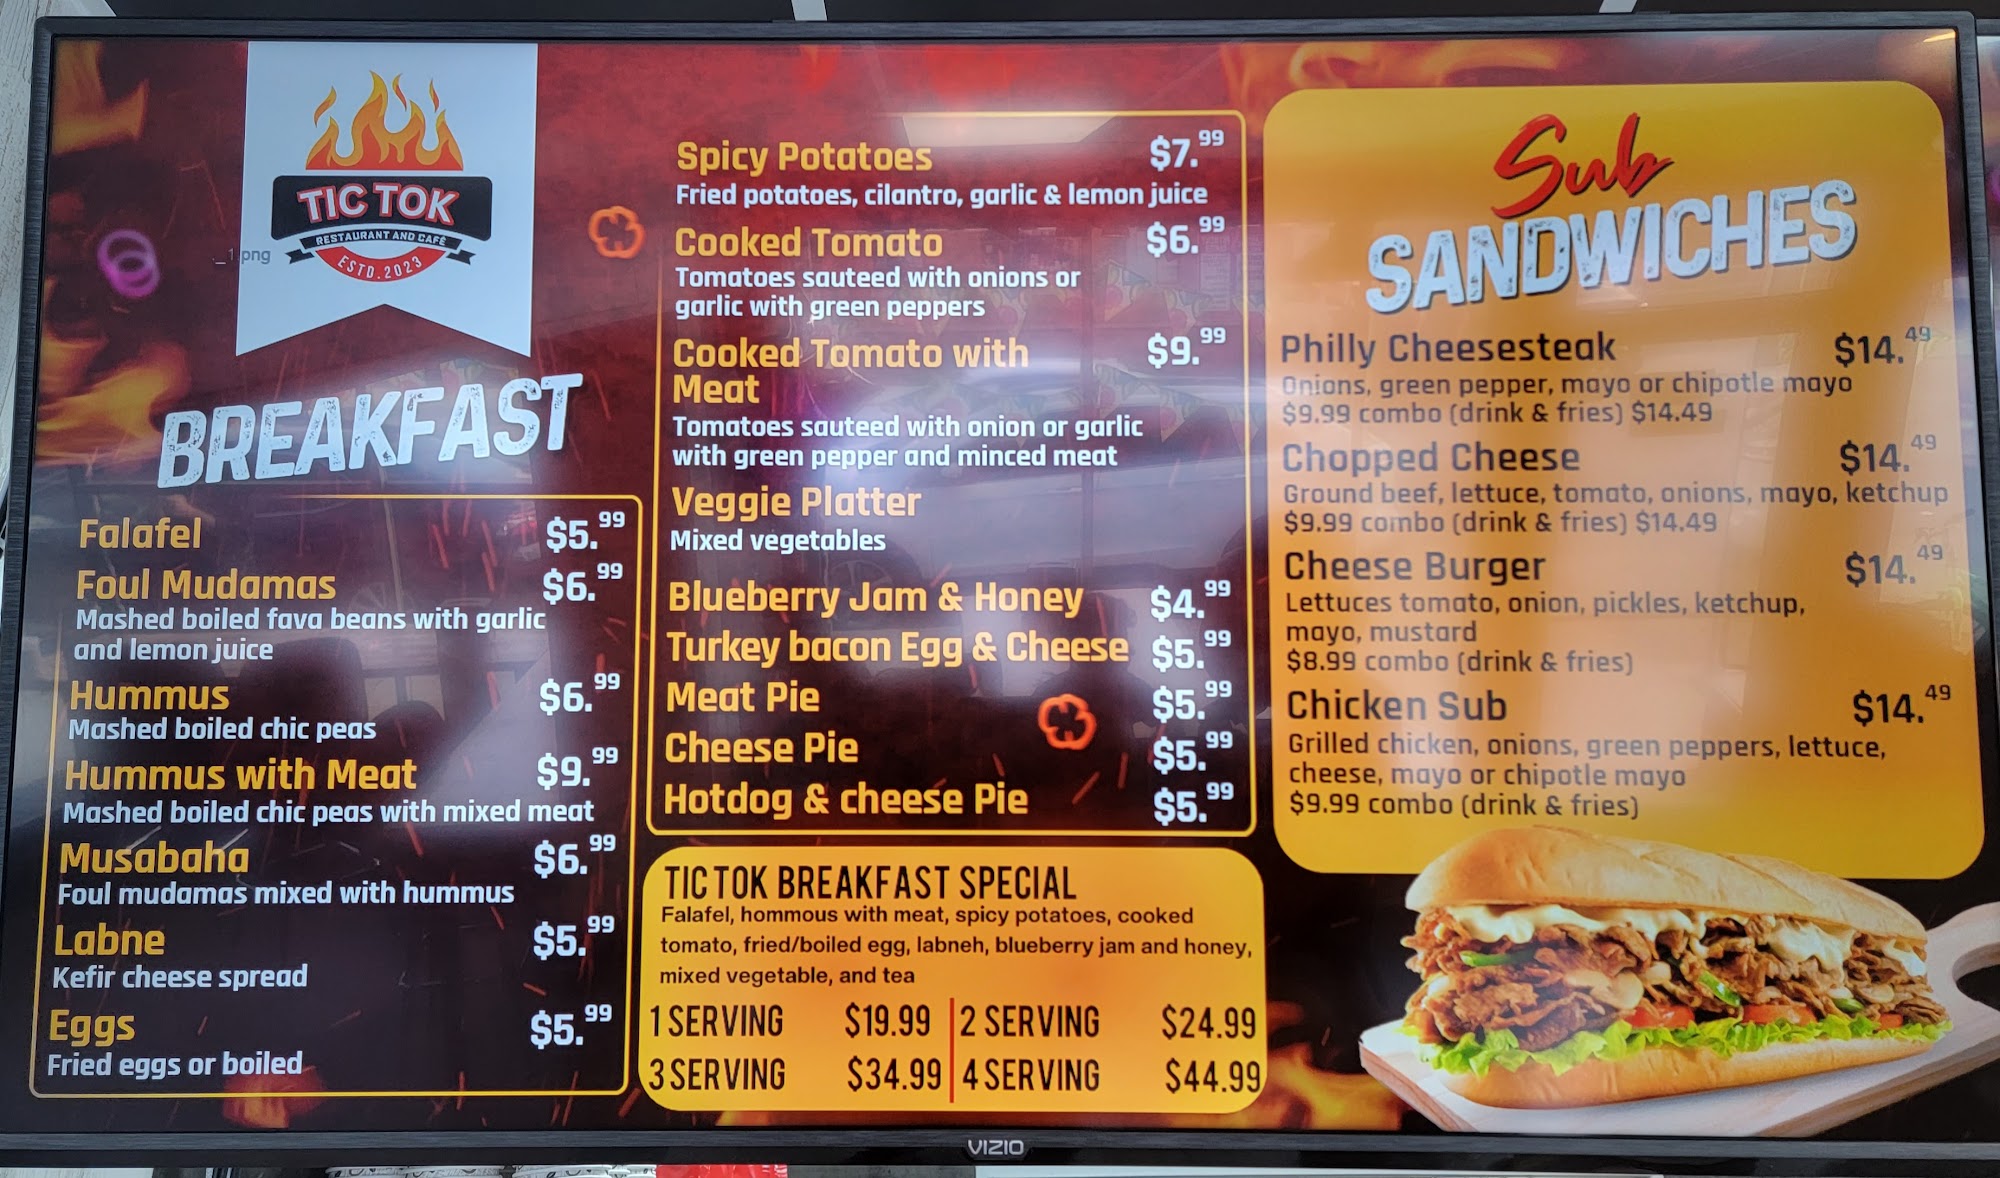 TIC TOK
RESTAURANT AND CAFÉ
ESTD.2023
_1.png
BREAKFAST
Falafel $5.99
Foul Mudamas $6.99
Mashed boiled fava beans with garlic
and lemon juice
Hummus $6.99
Mashed boiled chic peas
Hummus with Meat $9.99
Mashed boiled chic peas with mixed meat
Musabaha $6.99
Foul mudamas mixed with hummus
Labne $5.99
Kefir cheese spread
Eggs $5.99
Fried eggs or boiled
Spicy Potatoes $7.99
Fried potatoes, cilantro, garlic & lemon juice
Cooked Tomato $6.99
Tomatoes sauteed with onions or
garlic with green peppers
Cooked Tomato with $9.99
Meat
Tomatoes sauteed with onion or garlic
with green pepper and minced meat
Veggie Platter
Mixed vegetables
Blueberry Jam & Honey $4.99
Turkey bacon Egg & Cheese $5.99
Meat Pie $5.99
Cheese Pie $5.99
Hotdog & cheese Pie $5.99
TIC TOK BREAKFAST SPECIAL
Falafel, hommous with meat, spicy potatoes, cooked
tomato, fried/boiled egg, labneh, blueberry jam and honey,
mixed vegetable, and tea
1 SERVING $19.99 2 SERVING $24.99
3 SERVING $34.99 4 SERVING $44.99
Sub
SANDWICHES
Philly Cheesesteak $14.49
Onions, green pepper, mayo or chipotle mayo
$9.99 combo (drink & fries) $14.49
Chopped Cheese $14.49
Ground beef, lettuce, tomato, onions, mayo, ketchup
$9.99 combo (drink & fries) $14.49
Cheese Burger $14.49
Lettuces tomato, onion, pickles, ketchup,
mayo, mustard
$8.99 combo (drink & fries)
Chicken Sub $14.49
Grilled chicken, onions, green peppers, lettuce,
cheese, mayo or chipotle mayo
$9.99 combo (drink & fries)
VIZIO